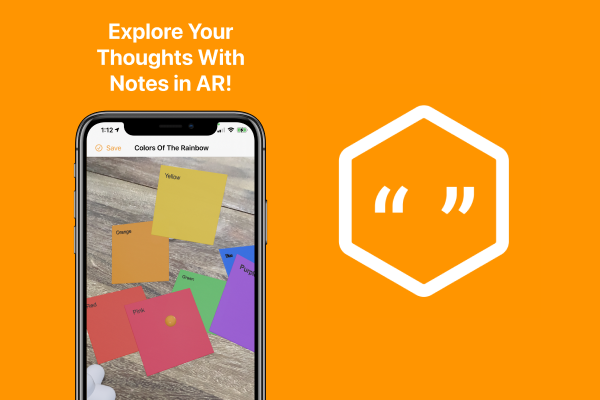 Explore Your
Thoughts With
Notes in AR!
1:12
Save
Colors Of The Rainbow
Yellow
Orange
Blue
Purple
Green
Red
Pink
“ ”